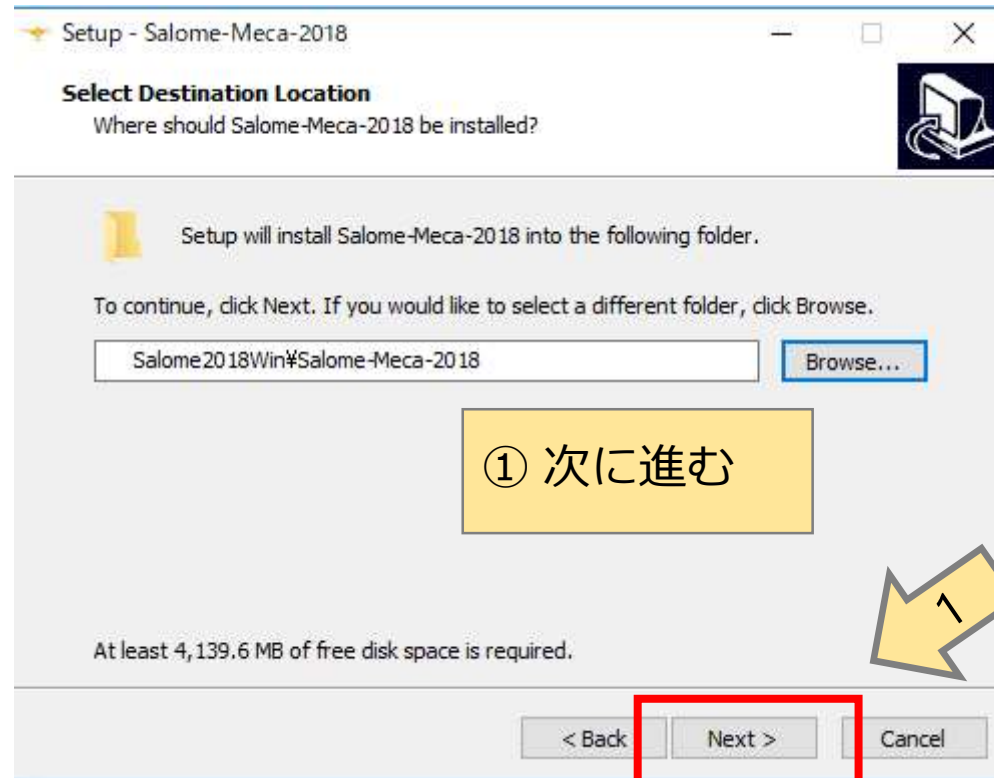 Setup - Salome-Meca-2018
Select Destination Location
Where should Salome-Meca-2018 be installed?
Setup will install Salome-Meca-2018 into the following folder.
To continue, click Next. If you would like to select a different folder, click Browse.
Salome2018Win¥Salome-Meca-2018
Browse...
① 次に進む
1
At least 4,139.6 MB of free disk space is required.
< Back
Next >
Cancel